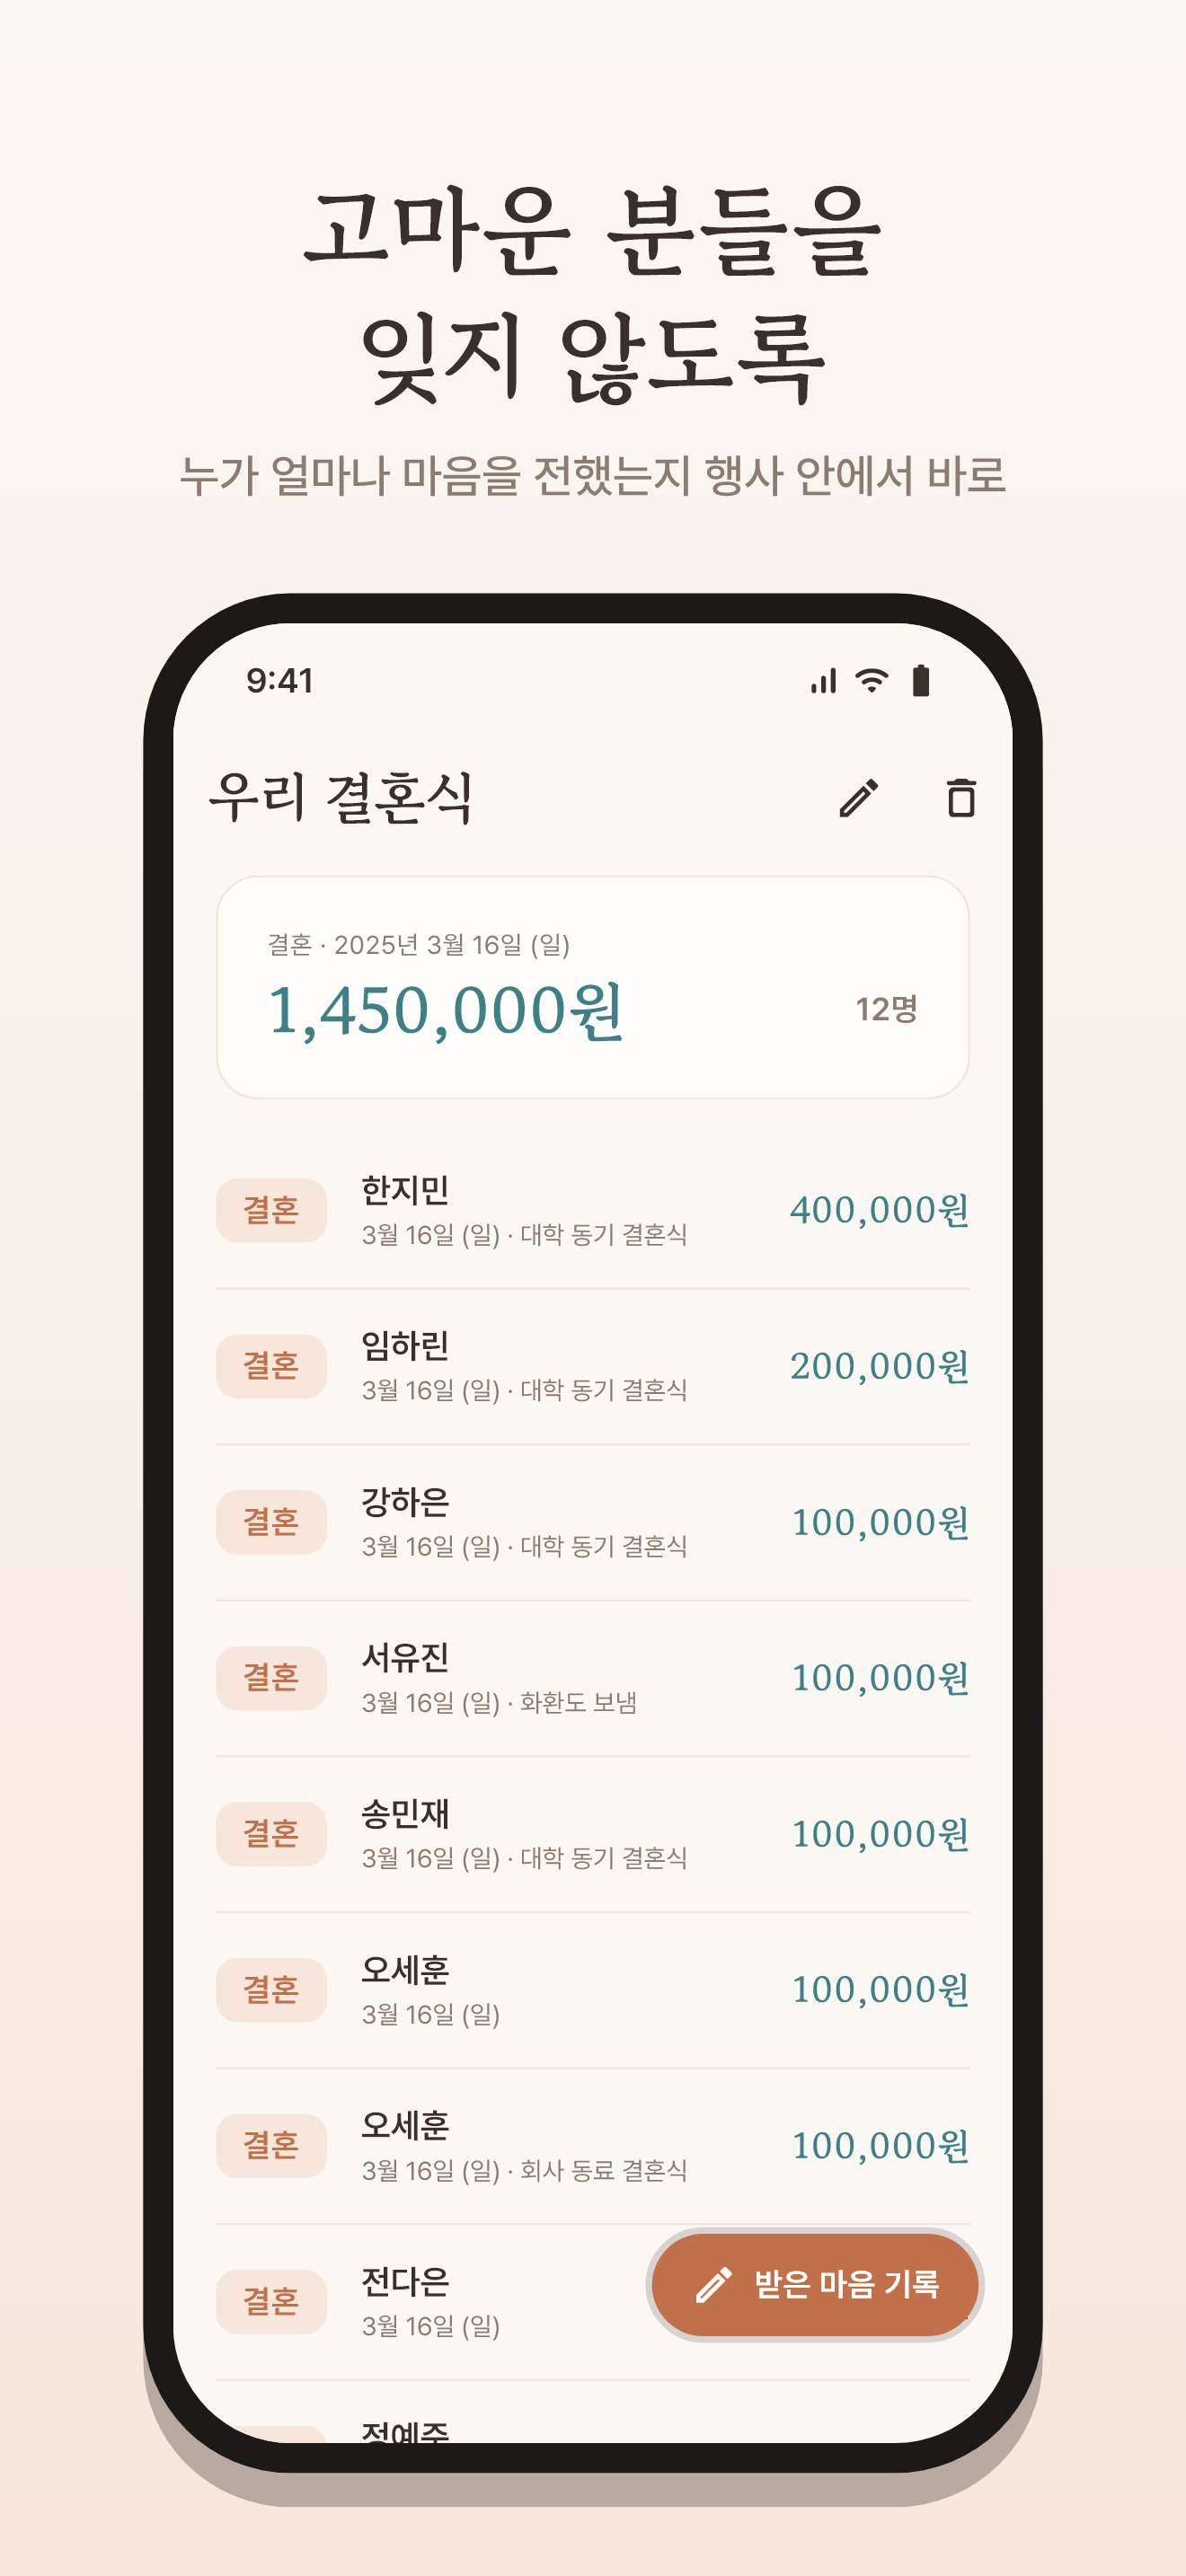 고마운 분들을
잊지 않도록
누가 얼마나 마음을 전했는지 행사 안에서 바로
9:41
우리 결혼식
결혼 · 2025년 3월 16일 (일)
1,450,000원
12명
결혼
한지민
3월 16일 (일) · 대학 동기 결혼식
400,000원
결혼
임하린
3월 16일 (일) · 대학 동기 결혼식
200,000원
결혼
강하은
3월 16일 (일) · 대학 동기 결혼식
100,000원
결혼
서유진
3월 16일 (일) · 화환도 보냄
100,000원
결혼
송민재
3월 16일 (일) · 대학 동기 결혼식
100,000원
결혼
오세훈
3월 16일 (일)
100,000원
결혼
오세훈
3월 16일 (일) · 회사 동료 결혼식
100,000원
결혼
전다은
3월 16일 (일)
받은 마음 기록